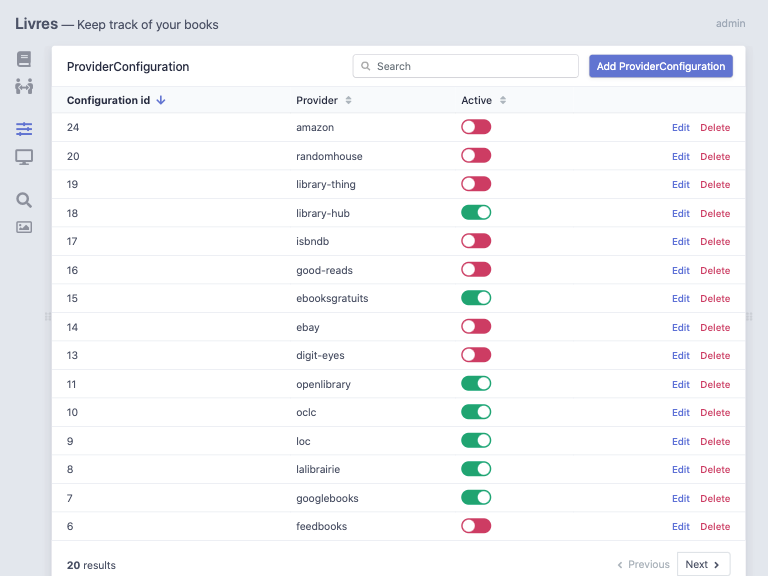 Livres — Keep track of your books
admin
ProviderConfiguration
Search
Add ProviderConfiguration
Configuration id Provider Active
24 amazon Edit Delete
20 randomhouse Edit Delete
19 library-thing Edit Delete
18 library-hub Edit Delete
17 isbndb Edit Delete
16 good-reads Edit Delete
15 ebooksgratuits Edit Delete
14 ebay Edit Delete
13 digit-eyes Edit Delete
11 openlibrary Edit Delete
10 oclc Edit Delete
9 loc Edit Delete
8 lalibrairie Edit Delete
7 googlebooks Edit Delete
6 feedbooks Edit Delete
20 results
Previous
Next